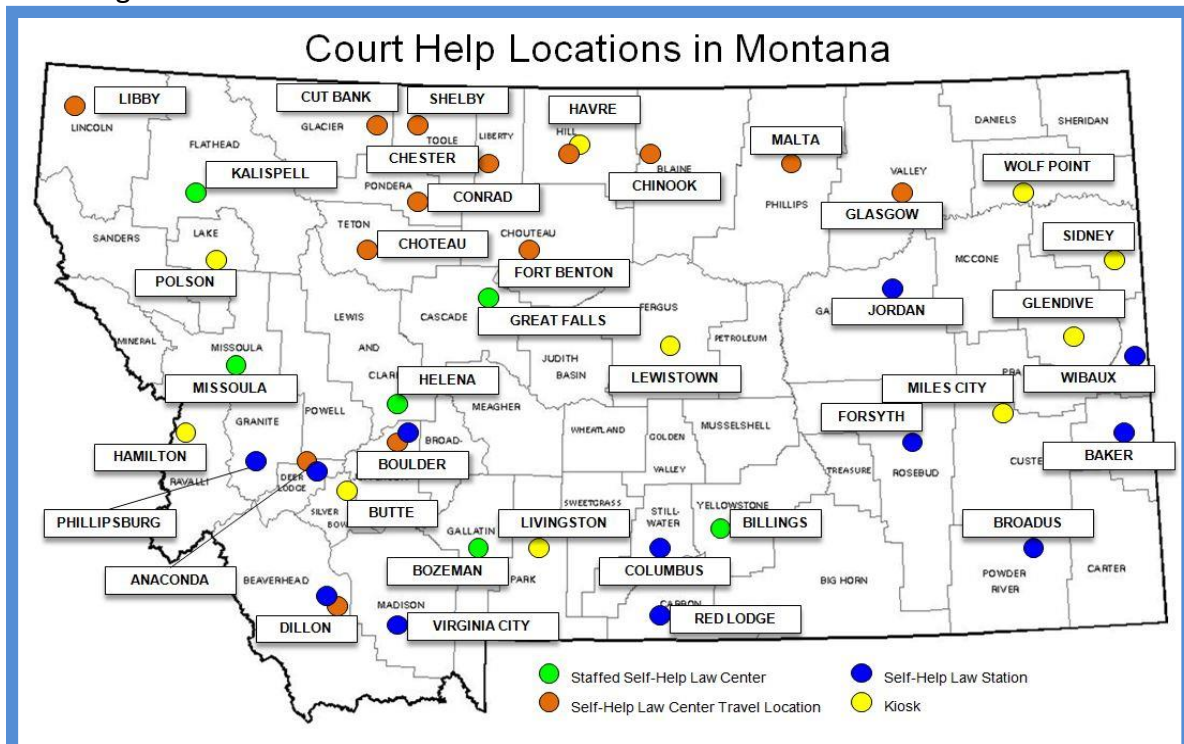 Court Help Locations in Montana
LIBBY
CUT BANK
SHELBY
HAVRE
LINCOLN
GLACIER
TOOLE
LIBERTY
HILL
DANIELS
SHERIDAN
FLATHEAD
MALTA
KALISPELL
CHESTER
BLAINE
WOLF POINT
PONDERA
CONRAD
CHINOOK
VALLEY
PHILLIPS
GLASGOW
TETON
SANDERS
LAKE
CHOTEAU
CHOUTEAU
SIDNEY
POLSON
FORT BENTON
MCCONE
LEWIS
CASCADE
FERGUS
GA
JORDAN
GLENDIVE
GREAT FALLS
MINERAL
MISSOULA
AND
JUDITH
BASIN
PETROLEUM
MISSOULA
CLAR
HELENA
LEWISTOWN
MILES CITY
PRA
WIBAUX
GRANITE
POWELL
MEAGHER
FORSYTH
HAMILTON
BROAD-
WHEATLAND
GOLDEN
VALLEY
MUSSELSHELL
BOULDER
BAKER
RAVALLI
DEER
LODGE
TREASURE
ROSEBUD
CUSTE
SILVER
BOW
BUTTE
SWEETGRASS
STILL-
WATER
YELLOWSTONE
PHILLIPSBURG
GALLATIN
LIVINGSTON
BILLINGS
BROADUS
ANACONDA
BOZEMAN
PARK
COLUMBUS
BIG HORN
POWDER
RIVER
CARTER
BEAVERHEAD
MADISON
DILLON
VIRGINIA CITY
RED LODGE
Staffed Self-Help Law Center
Self-Help Law Station
Self-Help Law Center Travel Location
Kiosk